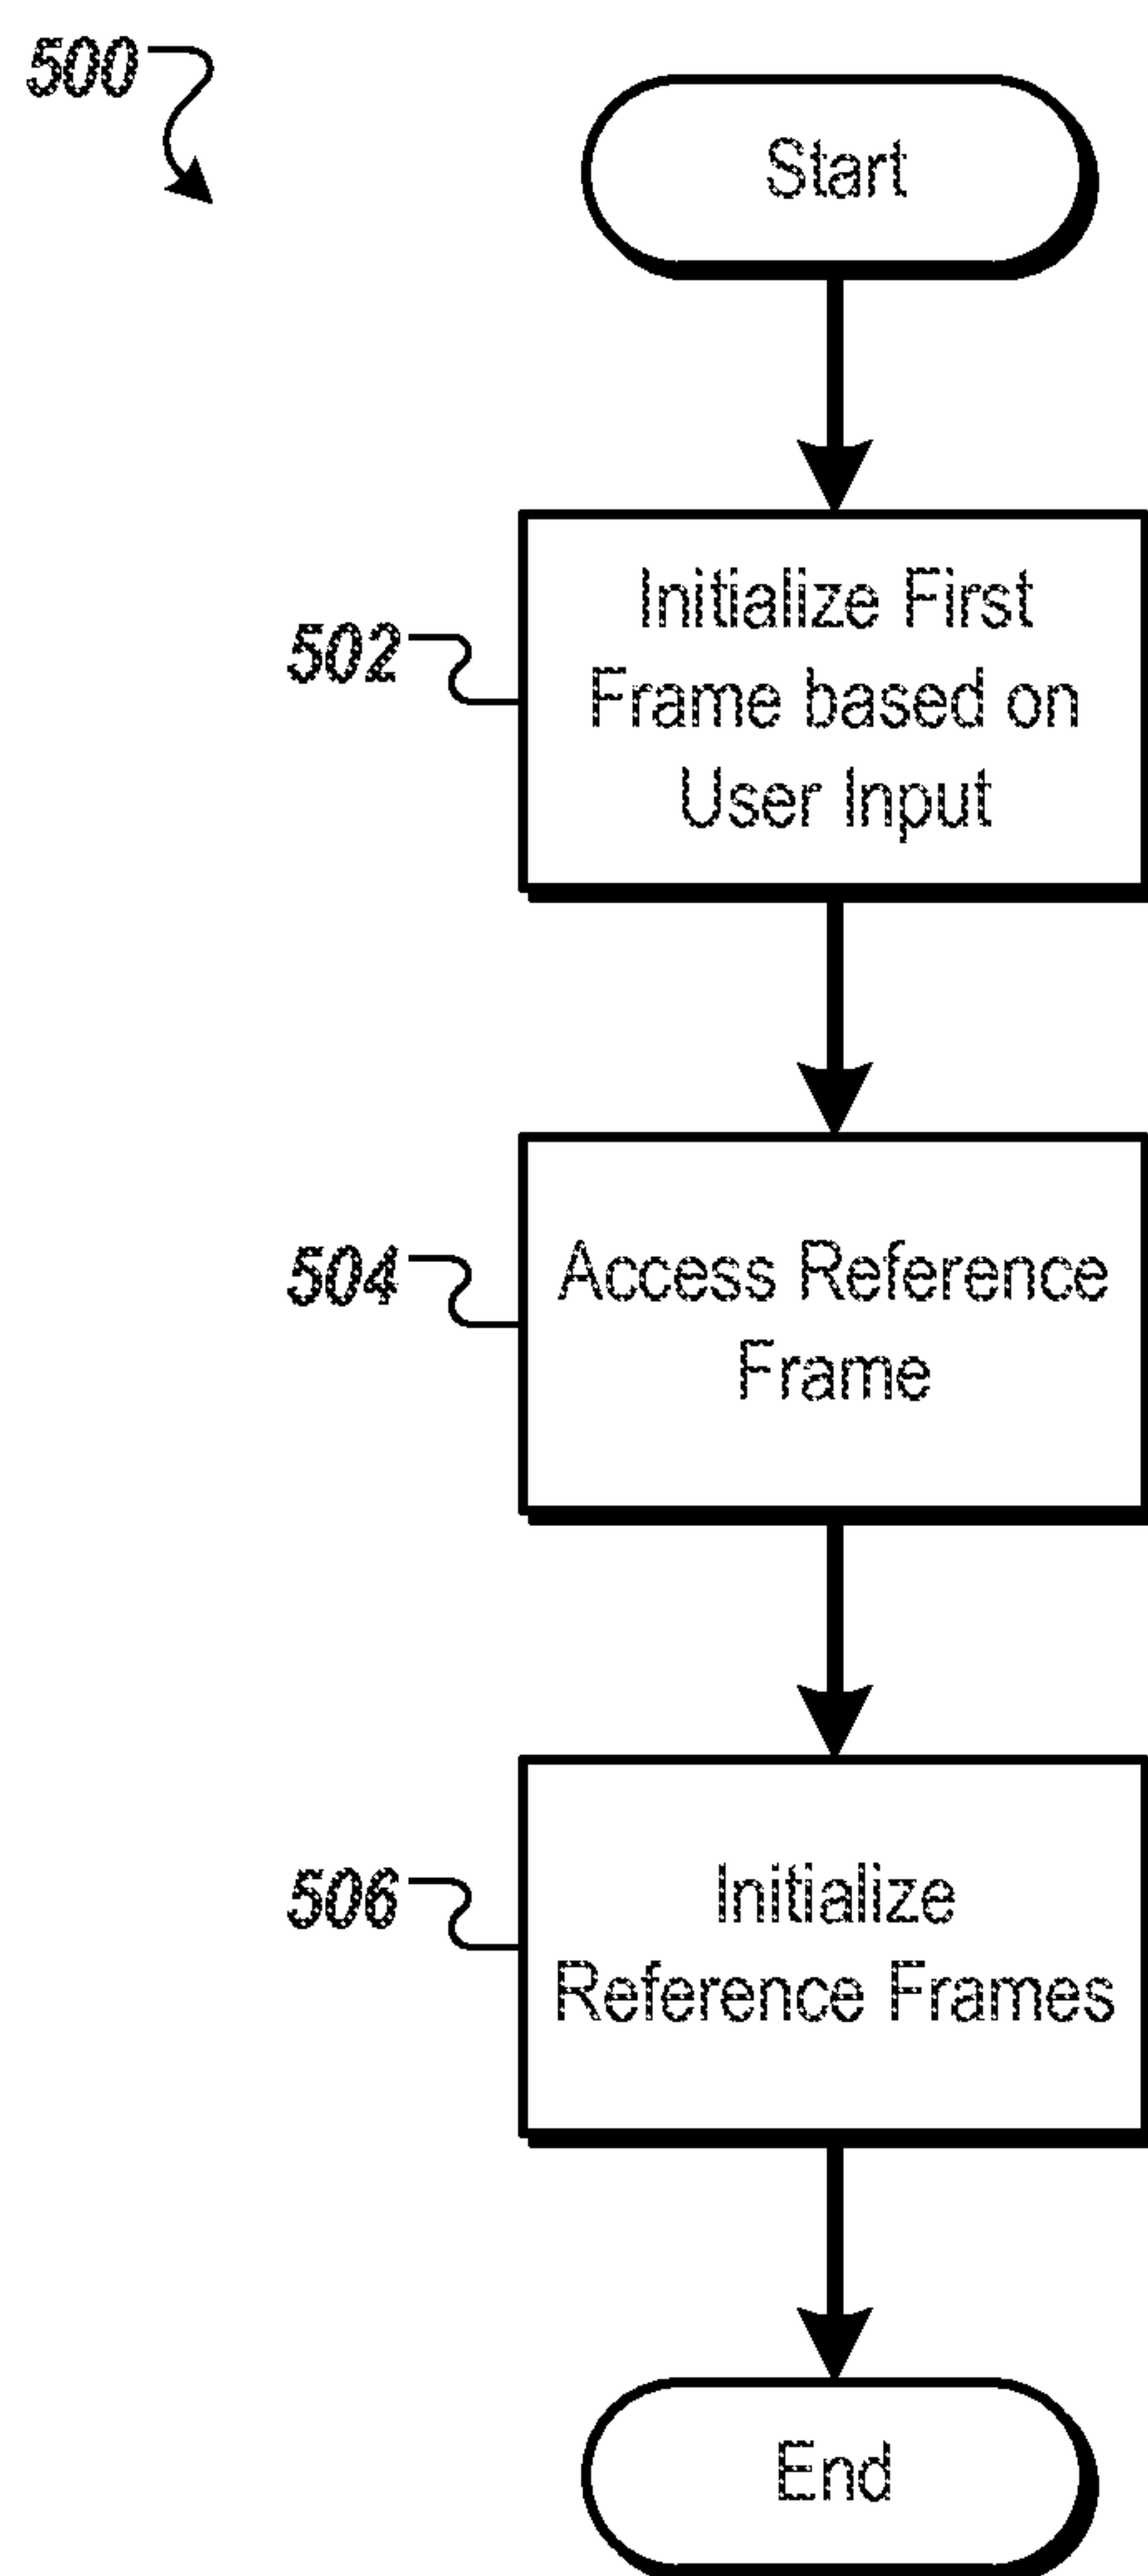 500
Start
502
Initialize First
Frame based on
User Input
504
Access Reference
Frame
506
Initialize
Reference Frames
End